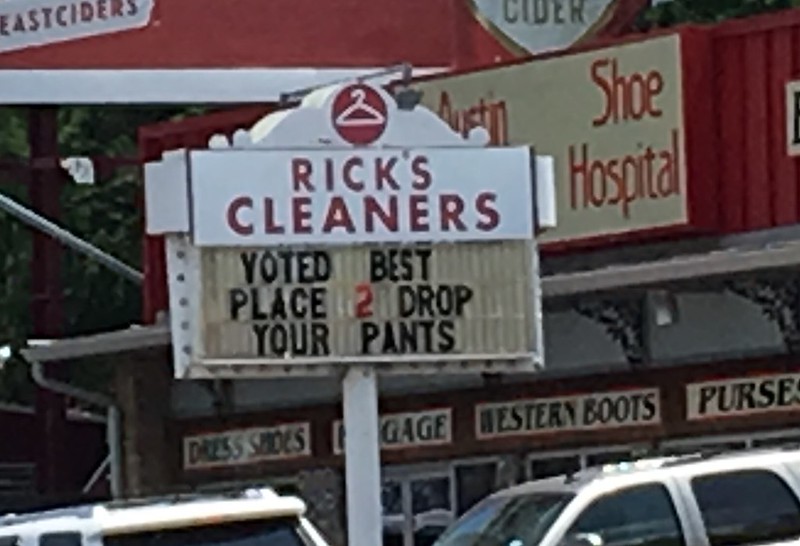 EASTCIDERS
CIDER
Austin
Shoe
Hospital
RICK'S
CLEANERS
VOTED BEST
PLACE 2 DROP
YOUR PANTS
DRESS SHOES
GAGE
WESTERN BOOTS
PURSES